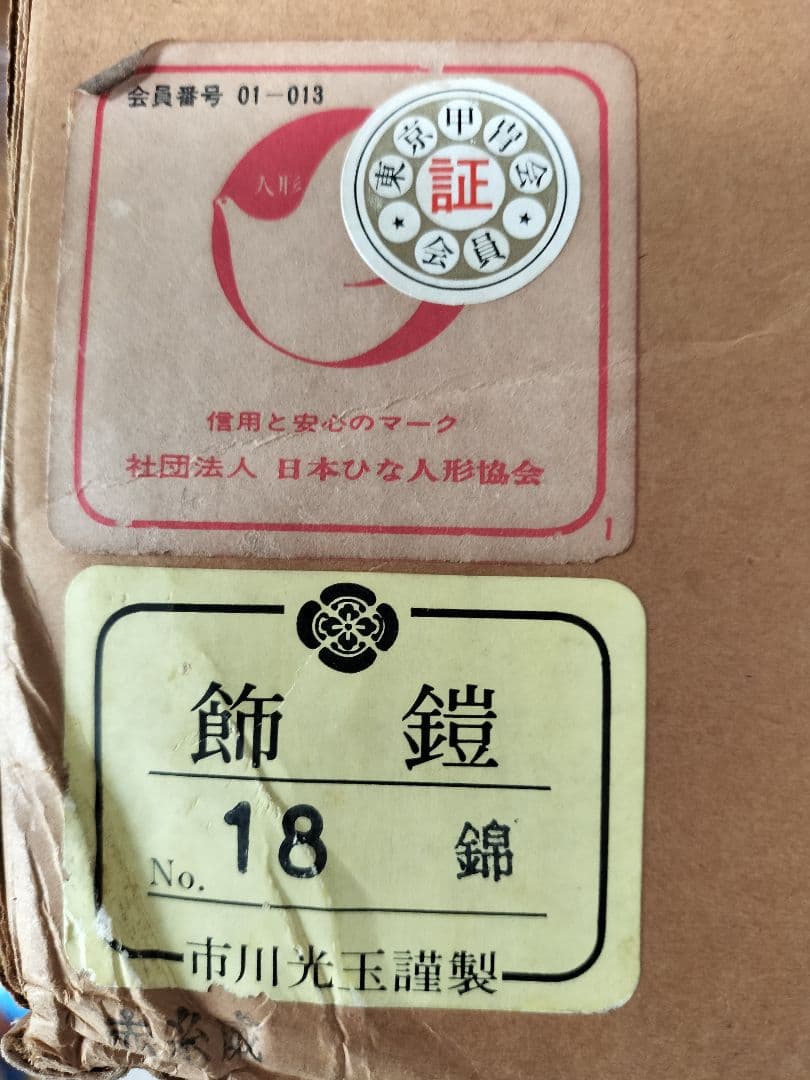 会員番号 01-013
人形
東京甲冑会
証
会員
信用と安心のマーク
社団法人 日本ひな人形協会
1
飾 鎧
No. 18 錦
市川光玉謹製